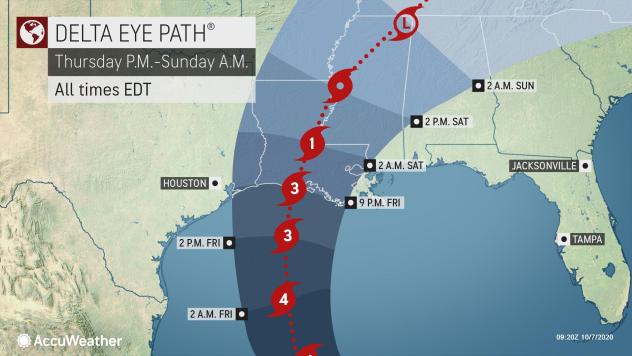 DELTA EYE PATH®
Thursday P.M.-Sunday A.M.
All times EDT
L
2 A.M. SUN
2 P.M. SAT
1
2 A.M. SAT
JACKSONVILLE
HOUSTON
3
9 P.M. FRI
3
2 P.M. FRI
TAMPA
4
2 A.M. FRI
AccuWeather
09:20Z 10/7/2020